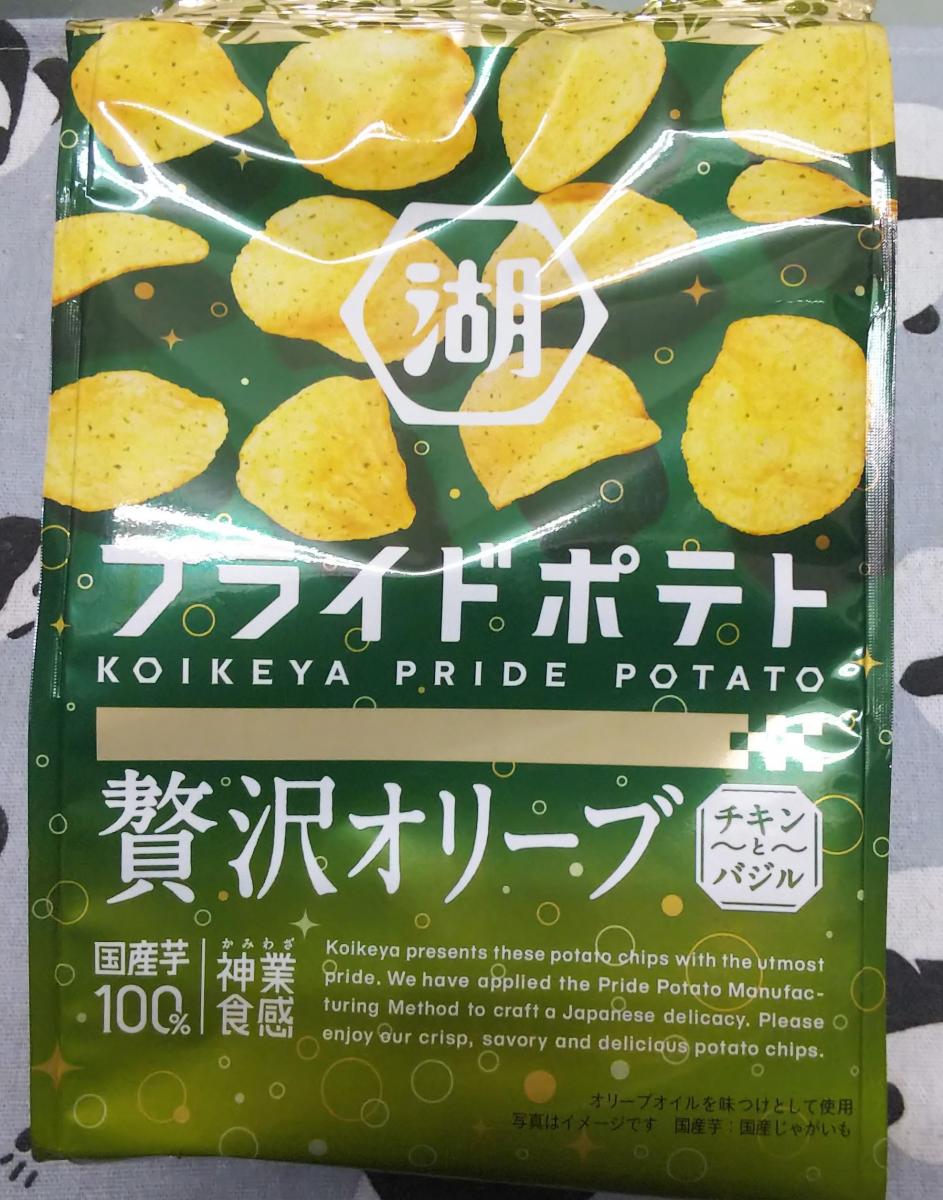 湖
プライドポテト
KOIKEYA PRIDE POTATO
贅沢オリーブ
チキン
〜と〜
バジル
国産芋
100%
かみわざ
神業
食感
Koikeya presents these potato chips with the utmost
pride. We have applied the Pride Potato Manufac-
turing Method to craft a Japanese delicacy. Please
enjoy our crisp, savory and delicious potato chips.
オリーブオイルを味つけとして使用
写真はイメージです 国産芋：国産じゃがいも